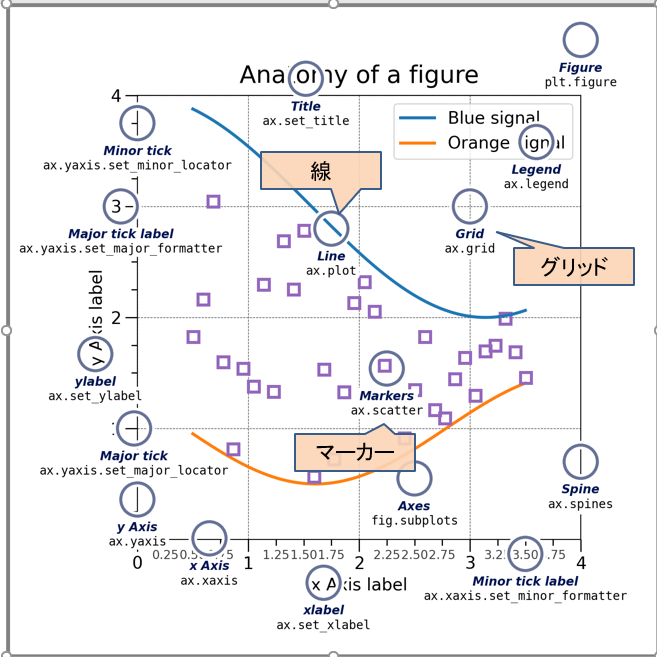 Anatomy of a figure
Title
ax.set_title
Figure
plt.figure
4
Blue signal
Orange signal
Legend
ax.legend
Minor tick
ax.yaxis.set_minor_locator
線
3
Major tick label
ax.yaxis.set_major_formatter
Grid
ax.grid
グリッド
Line
ax.plot
y Axis label
2
ylabel
ax.set_ylabel
Markers
ax.scatter
マーカー
Major tick
ax.yaxis.set_major_locator
Axes
fig.subplots
Spine
ax.spines
y Axis
ax.yaxis
0 1 2 3 4
x Axis
ax.xaxis
1.25 1.50 1.75 2.25 2.50 2.75 3.50
x Axis label
xlabel
ax.set_xlabel
Minor tick label
ax.xaxis.set_minor_formatter